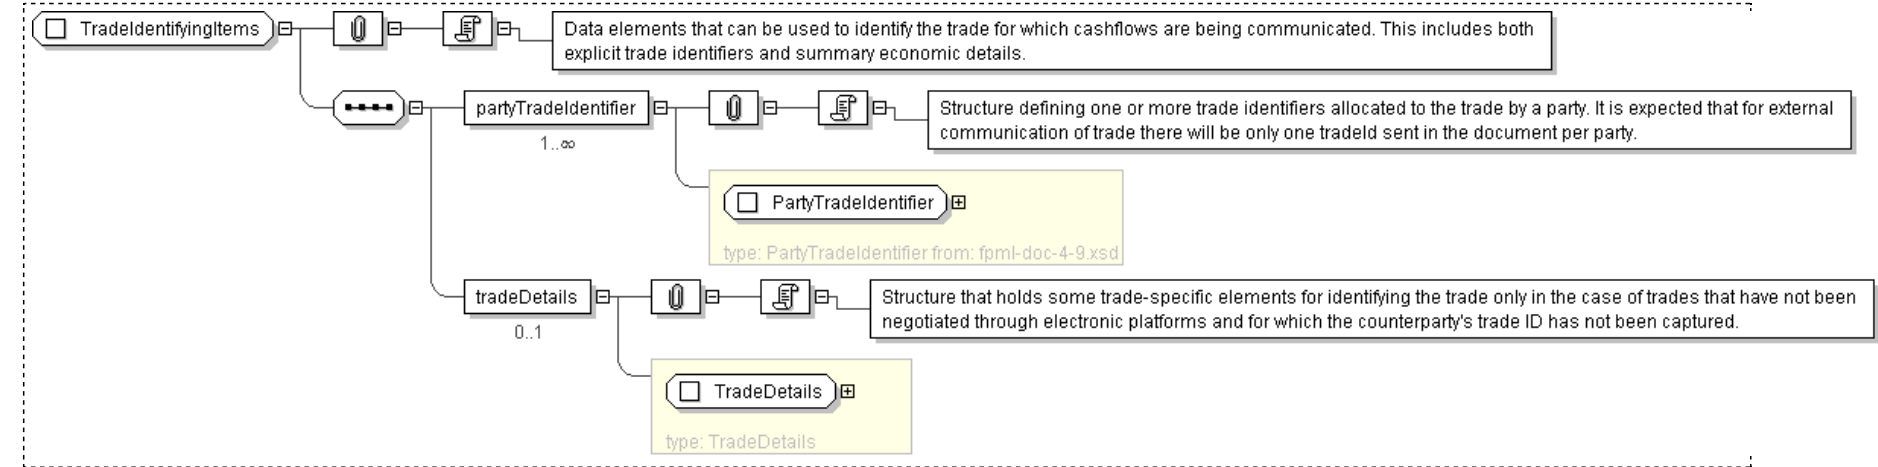 TradeIdentifyingItems
Data elements that can be used to identify the trade for which cashflows are being communicated. This includes both
explicit trade identifiers and summary economic details.
partyTradeIdentifier
1..∞
Structure defining one or more trade identifiers allocated to the trade by a party. It is expected that for external
communication of trade there will be only one tradeId sent in the document per party.
PartyTradeIdentifier
type: PartyTradeIdentifier from: fpml-doc-4-9.xsd
tradeDetails
0..1
Structure that holds some trade-specific elements for identifying the trade only in the case of trades that have not been
negotiated through electronic platforms and for which the counterparty's trade ID has not been captured.
TradeDetails
type: TradeDetails